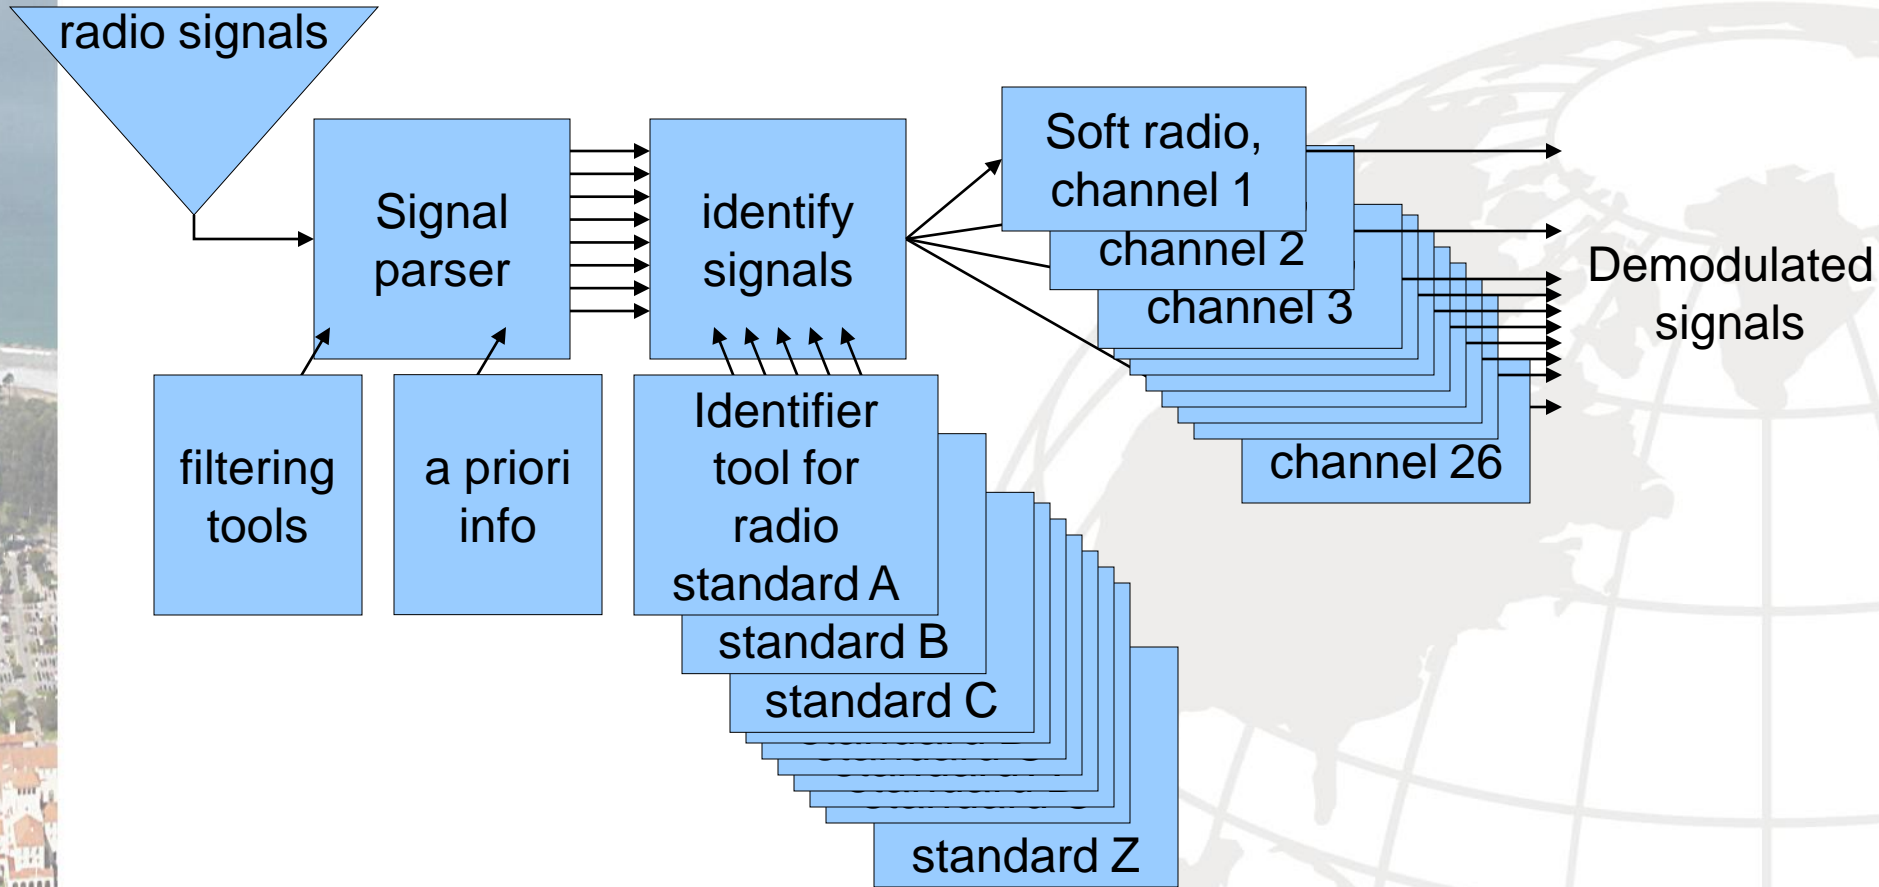 radio signals
Signal
parser
identify
signals
Soft radio,
channel 1
channel 2
channel 3
channel 26
Demodulated
signals
filtering
tools
a priori
info
Identifier
tool for
radio
standard A
standard B
standard C
standard Z